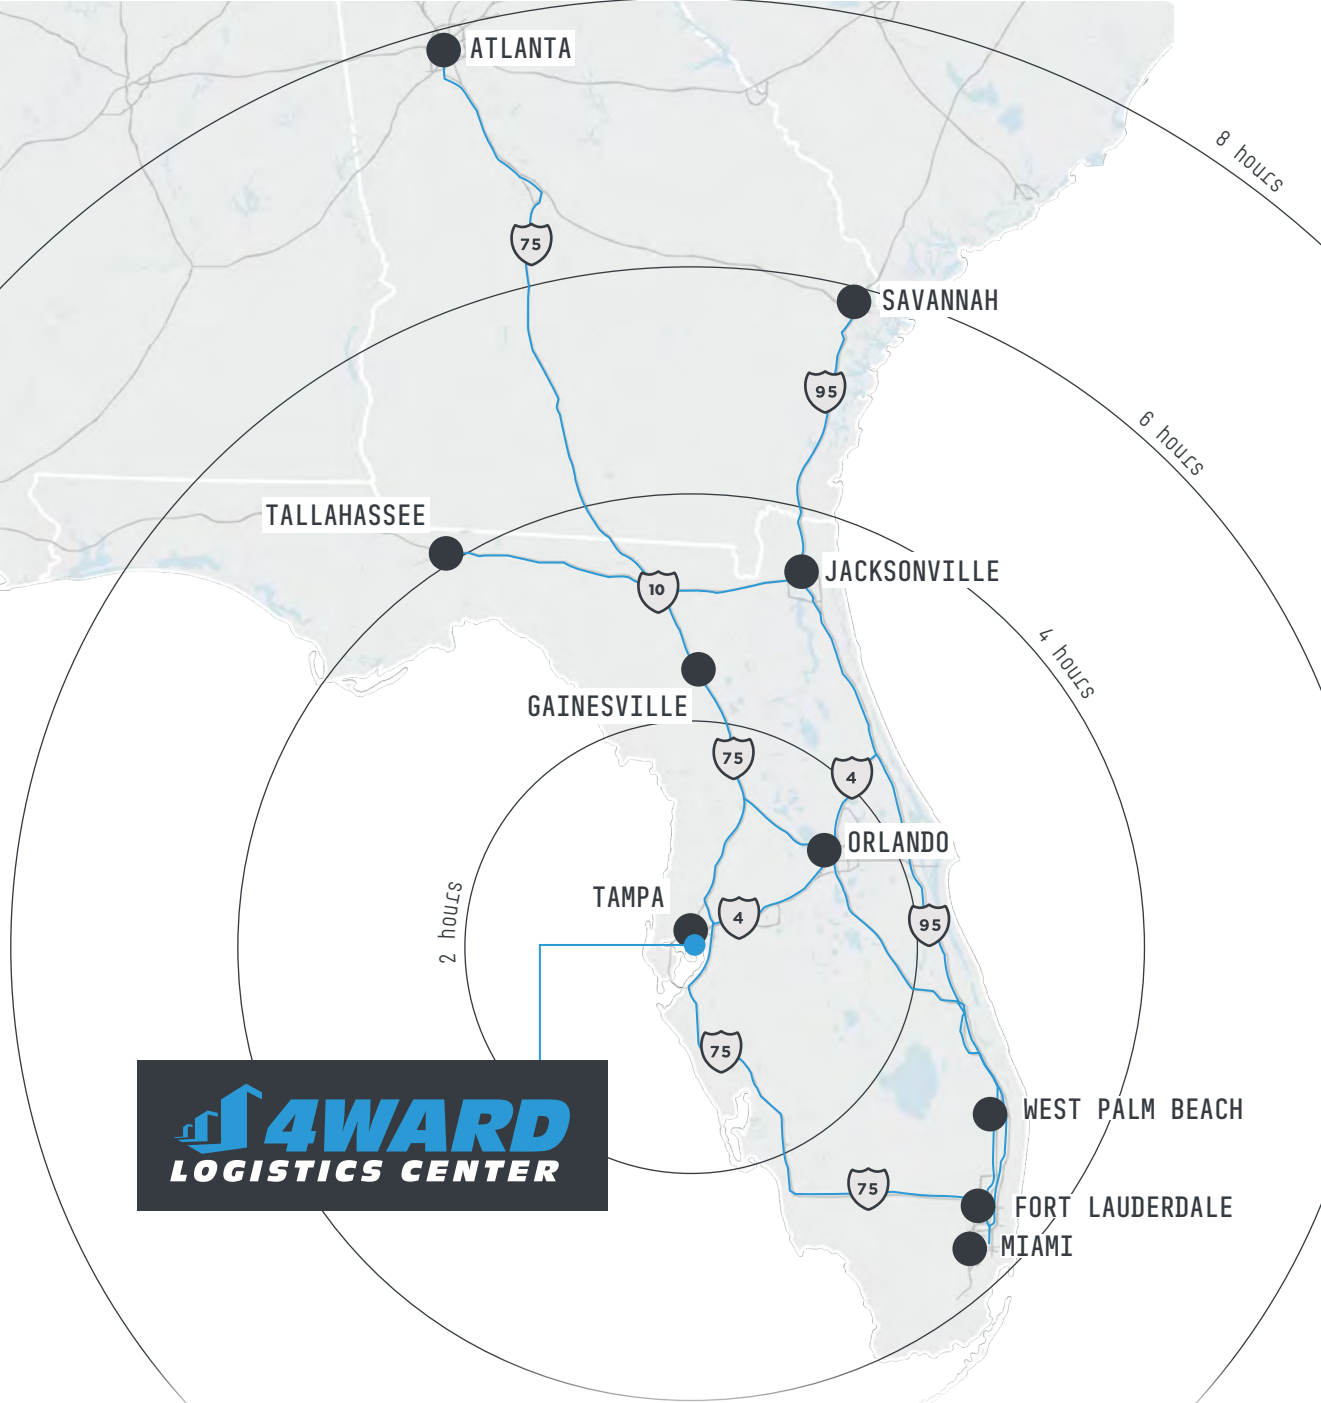 ATLANTA
8 hours
75
SAVANNAH
95
6 hours
TALLAHASSEE
JACKSONVILLE
10
4 hours
GAINESVILLE
75
4
ORLANDO
TAMPA
2 hours
4
95
75
4WARD
LOGISTICS CENTER
WEST PALM BEACH
75
FORT LAUDERDALE
MIAMI